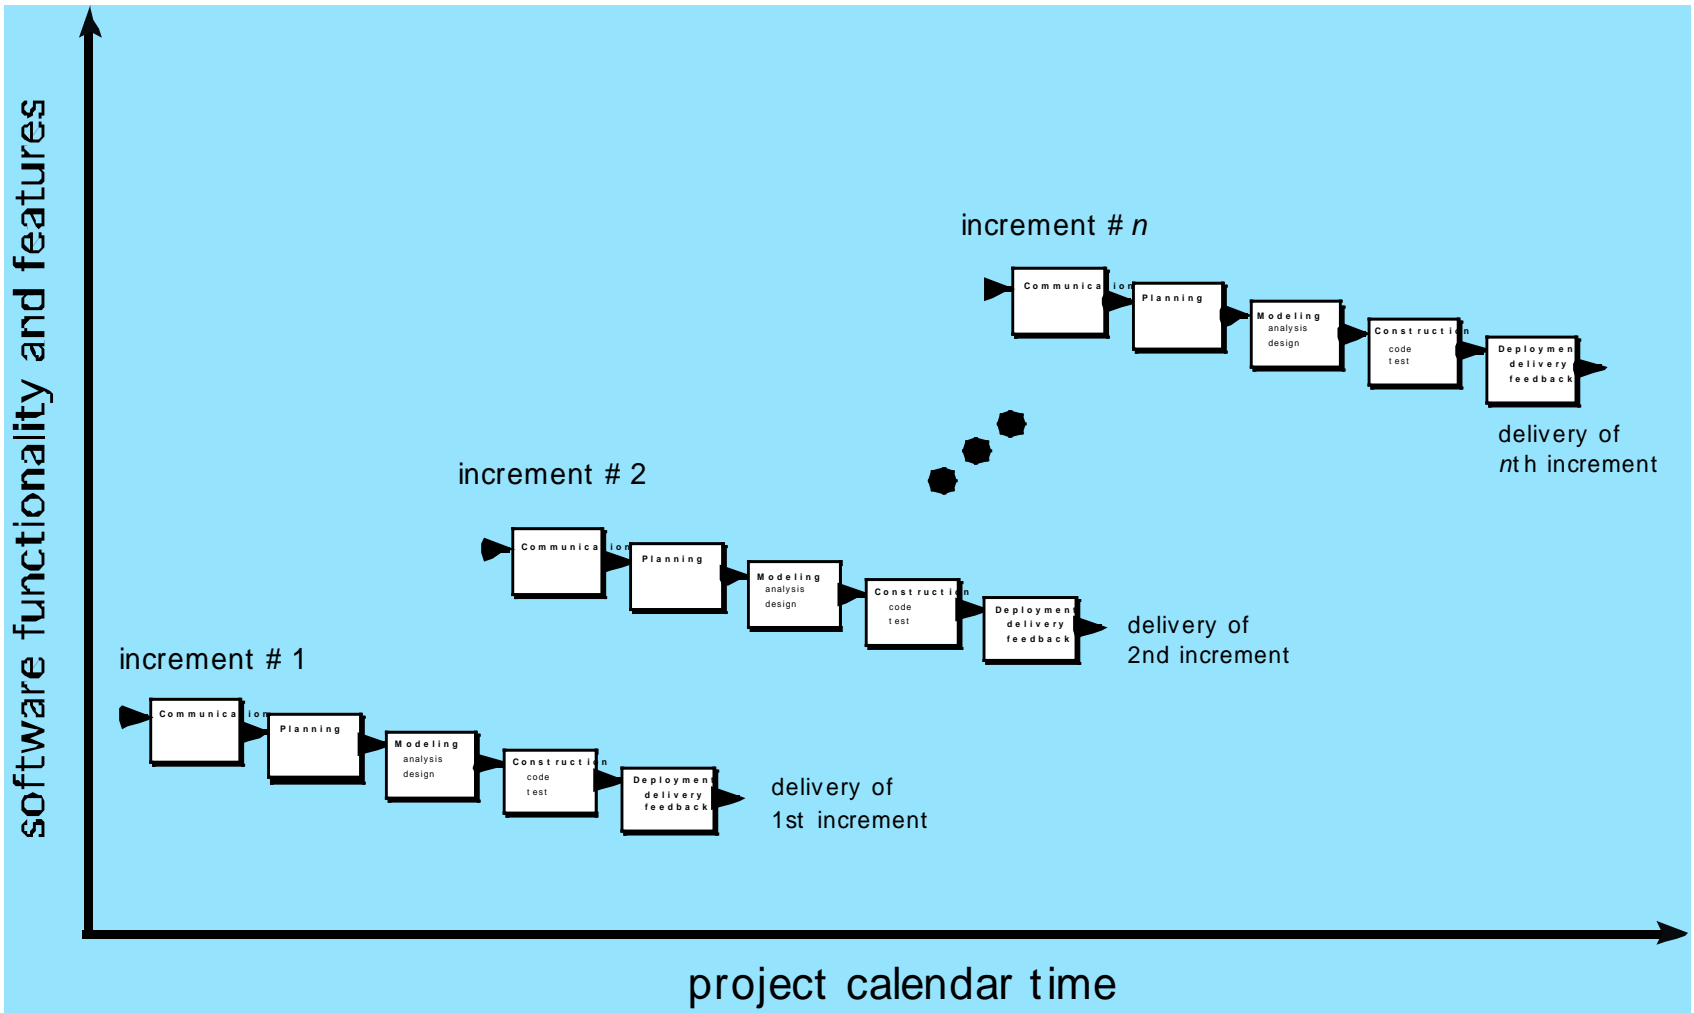 software functionality and features
increment # n
Communication
Planning
Modeling
analysis
design
Construction
code
test
Deployment
delivery
feedback
delivery of
nth increment
increment # 2
Communication
Planning
Modeling
analysis
design
Construction
code
test
Deployment
delivery
feedback
delivery of
2nd increment
increment # 1
Communication
Planning
Modeling
analysis
design
Construction
code
test
Deployment
delivery
feedback
delivery of
1st increment
project calendar time